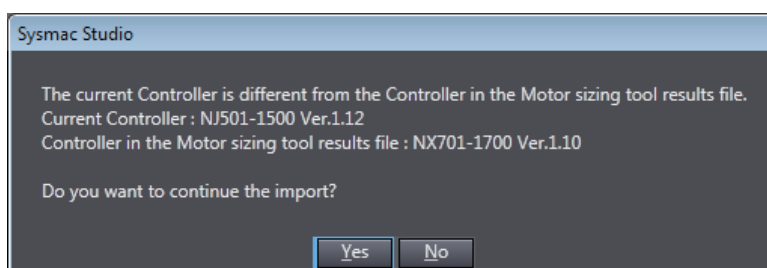 Sysmac Studio
The current Controller is different from the Controller in the Motor sizing tool results file.
Current Controller : NJ501-1500 Ver.1.12
Controller in the Motor sizing tool results file : NX701-1700 Ver.1.10
Do you want to continue the import?
Yes No